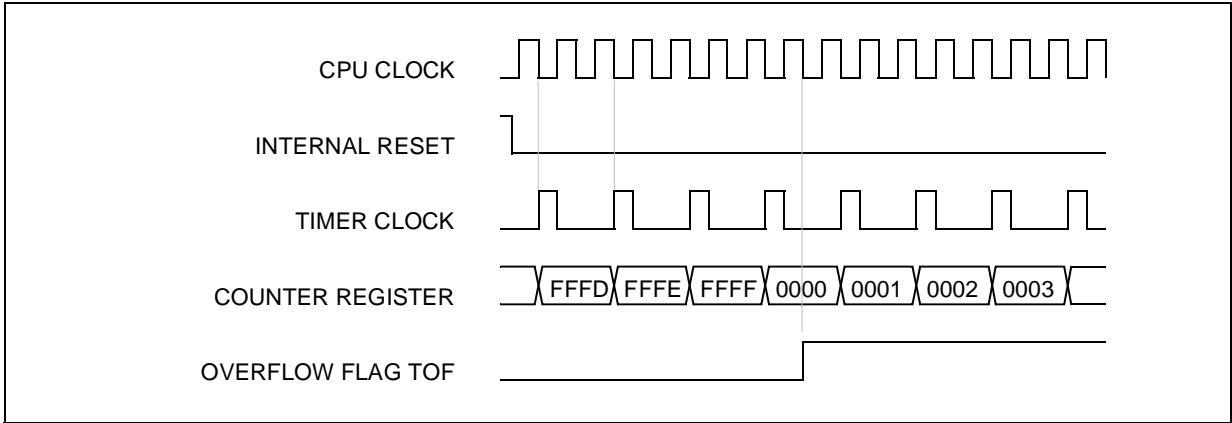 CPU CLOCK
INTERNAL RESET
TIMER CLOCK
COUNTER REGISTER FFFD FFFE FFFF 0000 0001 0002 0003
OVERFLOW FLAG TOF